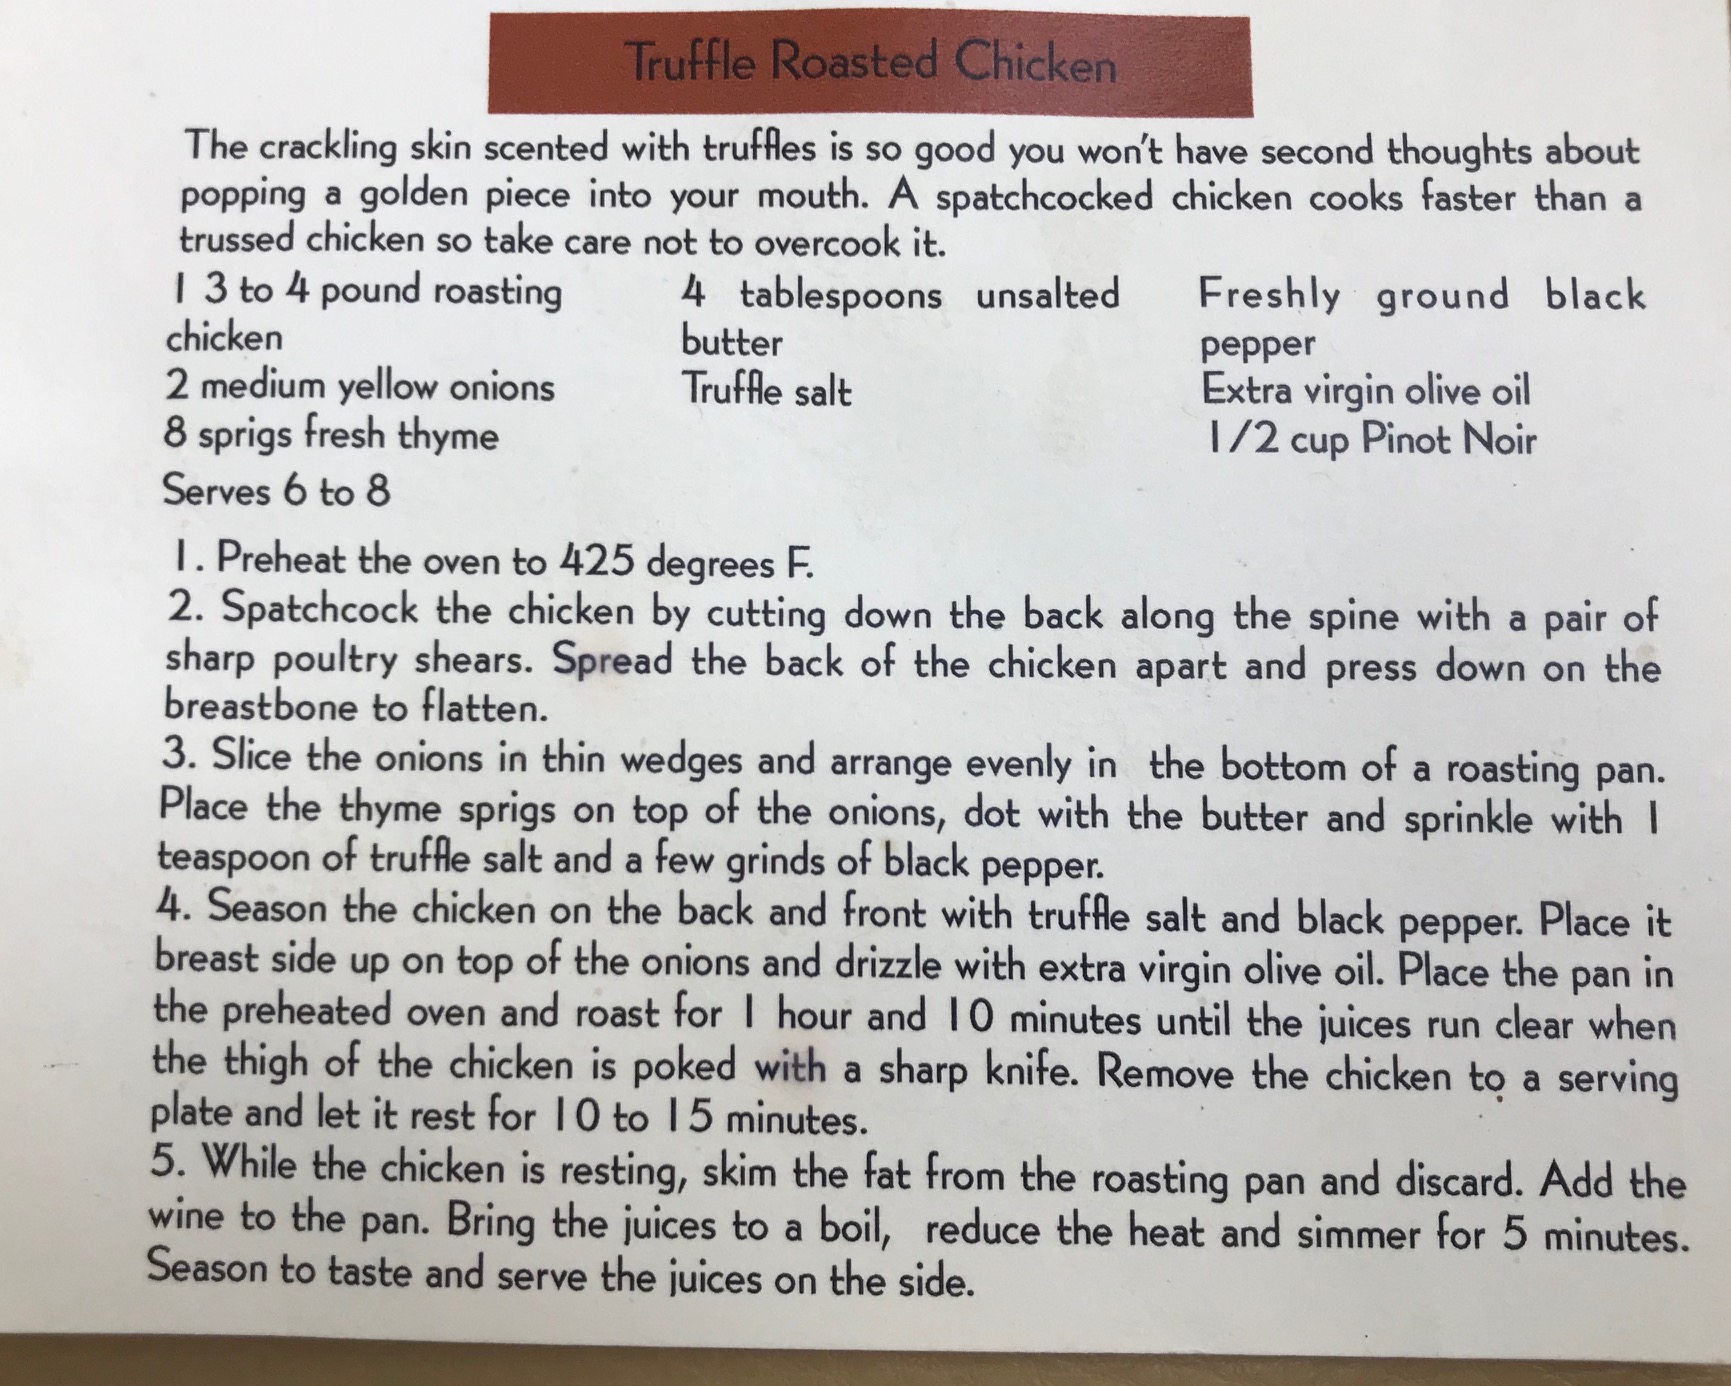 Truffle Roasted Chicken
The crackling skin scented with truffles is so good you won't have second thoughts about
popping a golden piece into your mouth. A spatchcocked chicken cooks faster than a
trussed chicken so take care not to overcook it.
1 3 to 4 pound roasting
chicken
2 medium yellow onions
8 sprigs fresh thyme
4 tablespoons unsalted
butter
Truffle salt
Freshly ground black
pepper
Extra virgin olive oil
1/2 cup Pinot Noir
Serves 6 to 8
1. Preheat the oven to 425 degrees F.
2. Spatchcock the chicken by cutting down the back along the spine with a pair of
sharp poultry shears. Spread the back of the chicken apart and press down on the
breastbone to flatten.
3. Slice the onions in thin wedges and arrange evenly in the bottom of a roasting pan.
Place the thyme sprigs on top of the onions, dot with the butter and sprinkle with 1
teaspoon of truffle salt and a few grinds of black pepper.
4. Season the chicken on the back and front with truffle salt and black pepper. Place it
breast side up on top of the onions and drizzle with extra virgin olive oil. Place the pan in
the preheated oven and roast for 1 hour and 10 minutes until the juices run clear when
the thigh of the chicken is poked with a sharp knife. Remove the chicken to a serving
plate and let it rest for 10 to 15 minutes.
5. While the chicken is resting, skim the fat from the roasting pan and discard. Add the
wine to the pan. Bring the juices to a boil, reduce the heat and simmer for 5 minutes.
Season to taste and serve the juices on the side.